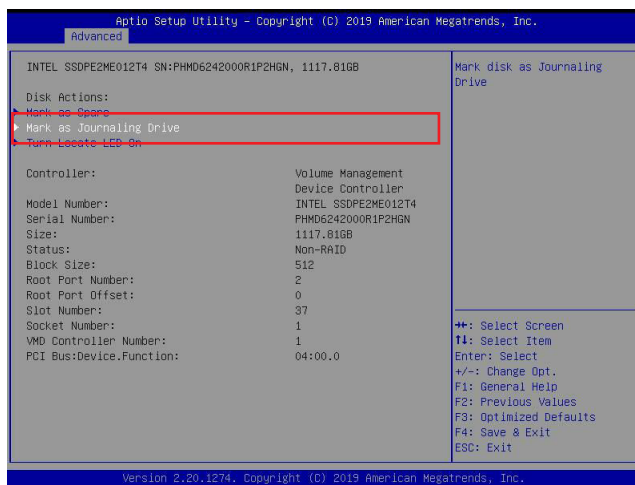 Aptio Setup Utility – Copyright (C) 2019 American Megatrends, Inc.
Advanced
INTEL SSDPE2ME012T4 SN:PHMD6242000R1P2HGN, 1117.81GB
Disk Actions:
Mark as Spare
Mark as Journaling Drive
Turn Locate LED On
Controller: Volume Management
Device Controller
Model Number: INTEL SSDPE2ME012T4
Serial Number: PHMD6242000R1P2HGN
Size: 1117.81GB
Status: Non-RAID
Block Size: 512
Root Port Number: 2
Root Port Offset: 0
Slot Number: 37
Socket Number: 1
VMD Controller Number: 1
PCI Bus:Device.Function: 04:00.0
Mark disk as Journaling
Drive
→←: Select Screen
↑↓: Select Item
Enter: Select
+/-: Change Opt.
F1: General Help
F2: Previous Values
F3: Optimized Defaults
F4: Save & Exit
ESC: Exit
Version 2.20.1274. Copyright (C) 2019 American Megatrends, Inc.